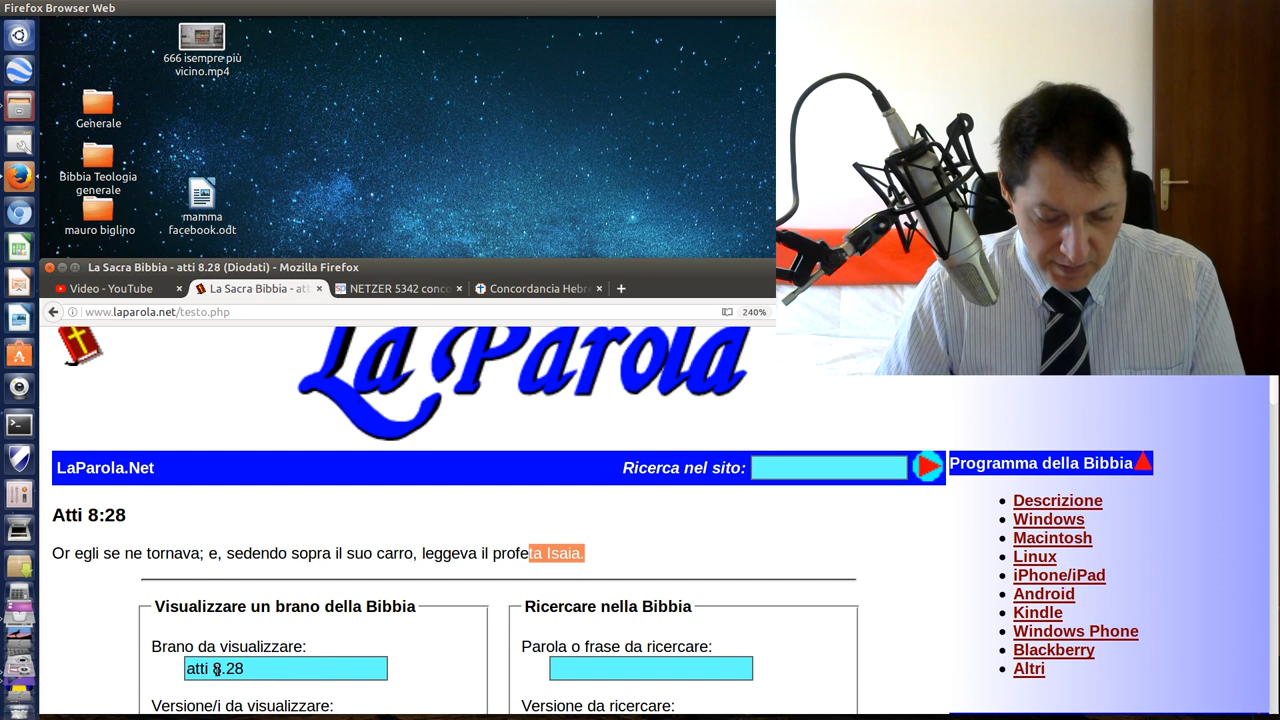 Firefox Browser Web
666 isempre più
vicino.mp4
Generale
Bibbia Teologia
generale
mauro biglino
mamma
facebook.odt
La Sacra Bibbia - atti 8.28 (Diodati) - Mozilla Firefox
Video - YouTube
La Sacra Bibbia - at
NETZER 5342 conc
Concordancia Hebr
www.laparola.net/testo.php
240%
La Parola
LaParola.Net
Ricerca nel sito:
Programma della Bibbia
Descrizione
Windows
Macintosh
Linux
iPhone/iPad
Android
Kindle
Windows Phone
Blackberry
Altri
Atti 8:28
Or egli se ne tornava; e, sedendo sopra il suo carro, leggeva il profeta Isaia.
Visualizzare un brano della Bibbia
Brano da visualizzare:
atti 8.28
Versione/i da visualizzare:
Ricercare nella Bibbia
Parola o frase da ricercare:
Versione da ricercare: